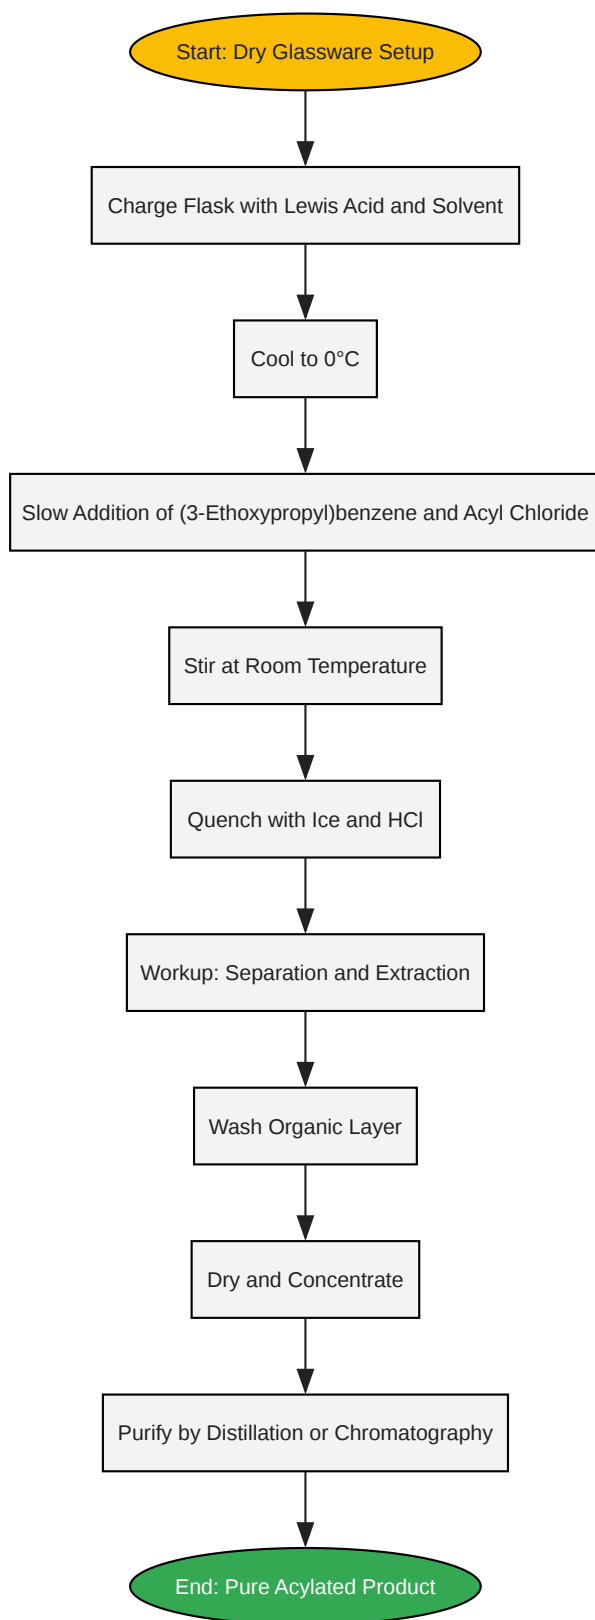 Start: Dry Glassware Setup
Charge Flask with Lewis Acid and Solvent
Cool to 0°C
Slow Addition of (3-Ethoxypropyl)benzene and Acyl Chloride
Stir at Room Temperature
Quench with Ice and HCl
Workup: Separation and Extraction
Wash Organic Layer
Dry and Concentrate
Purify by Distillation or Chromatography
End: Pure Acylated Product